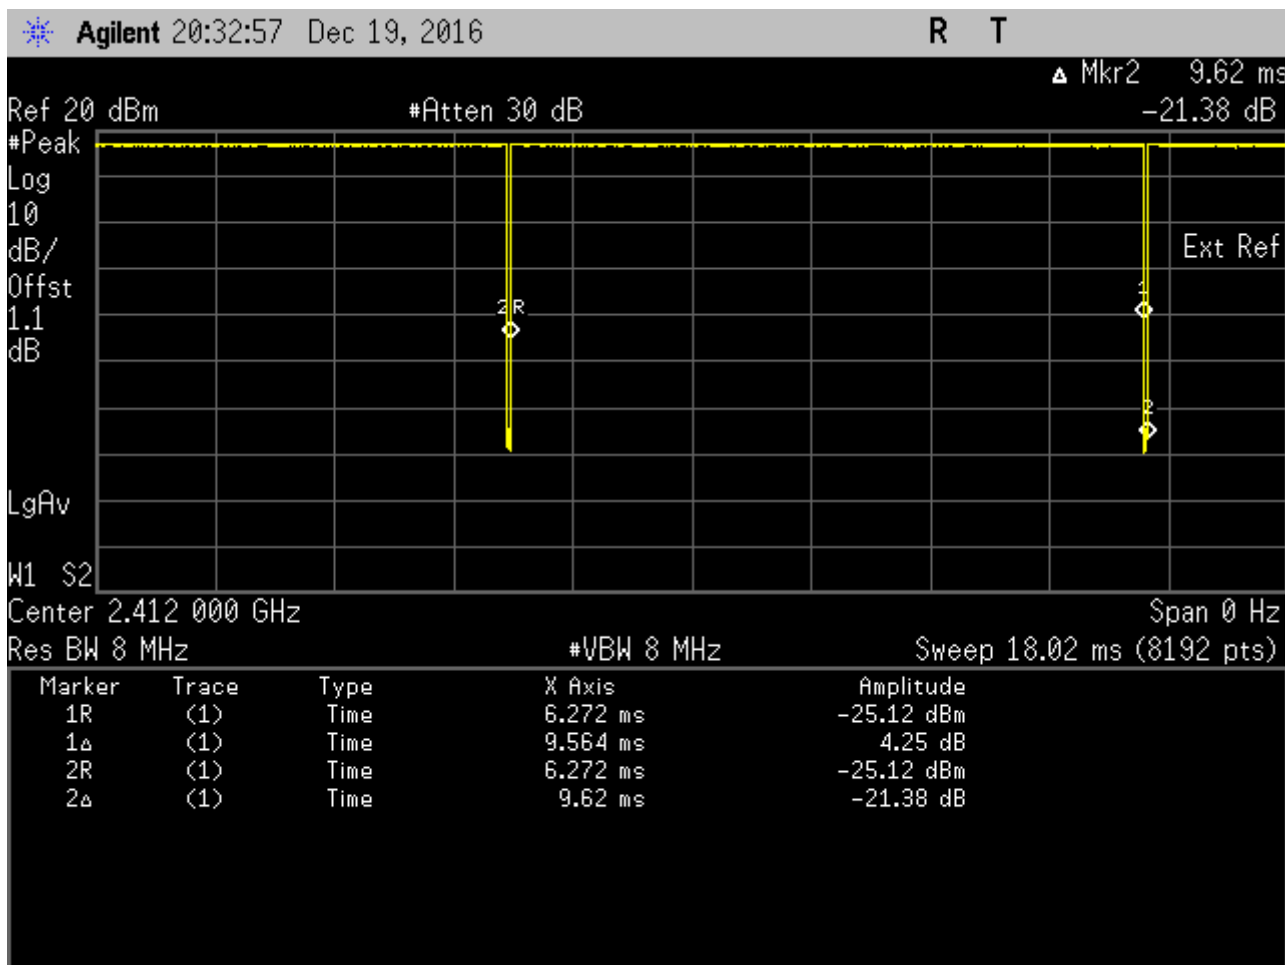 Agilent 20:32:57 Dec 19, 2016 R T
Δ Mkr2 9.62 ms
Ref 20 dBm #Atten 30 dB -21.38 dB
#Peak
Log
10
dB/
Ext Ref
Offst
1.1
dB
2R
1
2
LgAv
W1 S2
Center 2.412 000 GHz Span 0 Hz
Res BW 8 MHz #VBW 8 MHz Sweep 18.02 ms (8192 pts)
Marker Trace Type X Axis Amplitude
1R (1) Time 6.272 ms -25.12 dBm
1Δ (1) Time 9.564 ms 4.25 dB
2R (1) Time 6.272 ms -25.12 dBm
2Δ (1) Time 9.62 ms -21.38 dB